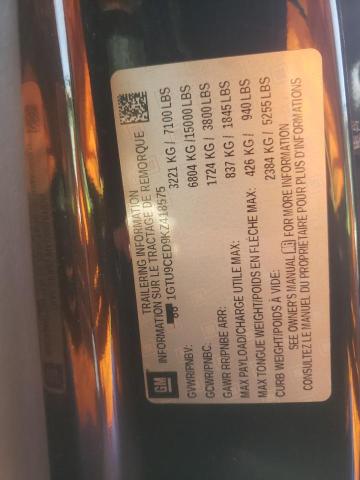 GM
TRAILERING INFORMATION
INFORMATION SUR LE TRACTAGE DE REMORQUE
1GTU9CED9KZ418575
GVWR/PNBV: 3221 KG / 7100 LBS
GCWR/PNBC: 6804 KG / 15000 LBS
GAWR RR/PNBE ARR: 1724 KG / 3800 LBS
MAX PAYLOAD/CHARGE UTILE MAX: 837 KG / 1845 LBS
MAX TONGUE WEIGHT/POIDS EN FLÈCHE MAX: 426 KG / 940 LBS
CURB WEIGHT/POIDS À VIDE: 2384 KG / 5255 LBS
SEE OWNER'S MANUAL FOR MORE INFORMATION
CONSULTEZ LE MANUEL DU PROPRIÉTAIRE POUR PLUS D'INFORMATIONS